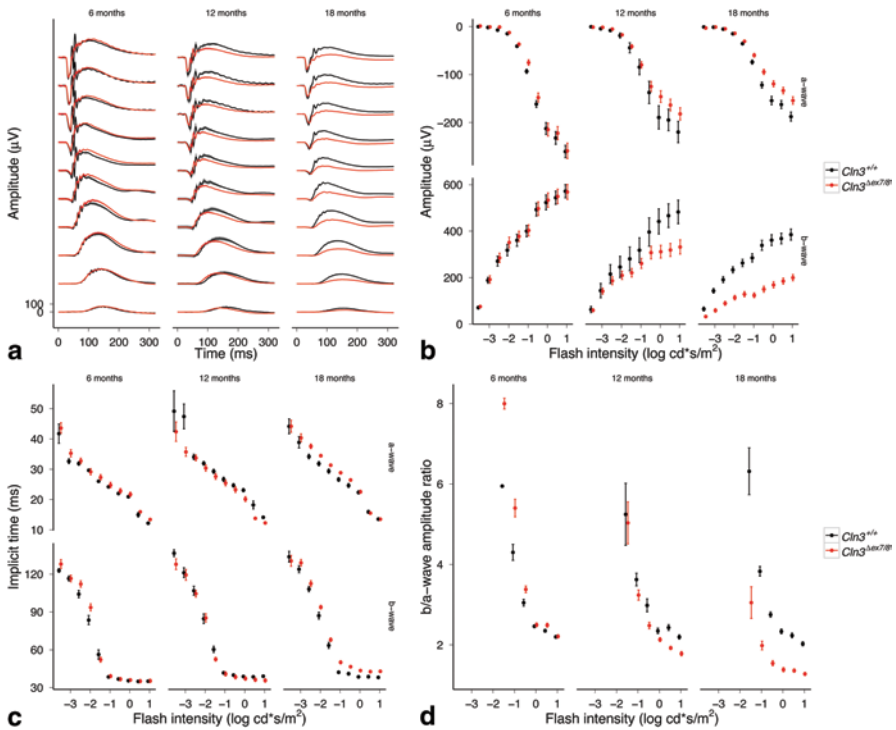 6 months 12 months 18 months
Amplitude (μV)
100
0
0 100 200 300 0 100 200 300 0 100 200 300
Time (ms)
a
6 months 12 months 18 months
Amplitude (μV)
0
−100
−200
a-wave
600
400
200
0
b-wave
−3 −2 −1 0 1 −3 −2 −1 0 1 −3 −2 −1 0 1
Flash intensity (log cd*s/m²)
b
Cln3+/+
Cln3Δex7/8
6 months 12 months 18 months
Implicit time (ms)
50
40
30
20
10
a-wave
120
90
60
30
b-wave
−3 −2 −1 0 1 −3 −2 −1 0 1 −3 −2 −1 0 1
Flash intensity (log cd*s/m²)
c
6 months 12 months 18 months
b/a-wave amplitude ratio
8
6
4
2
−3 −2 −1 0 1 −3 −2 −1 0 1 −3 −2 −1 0 1
Flash intensity (log cd*s/m²)
d
Cln3+/+
Cln3Δex7/8